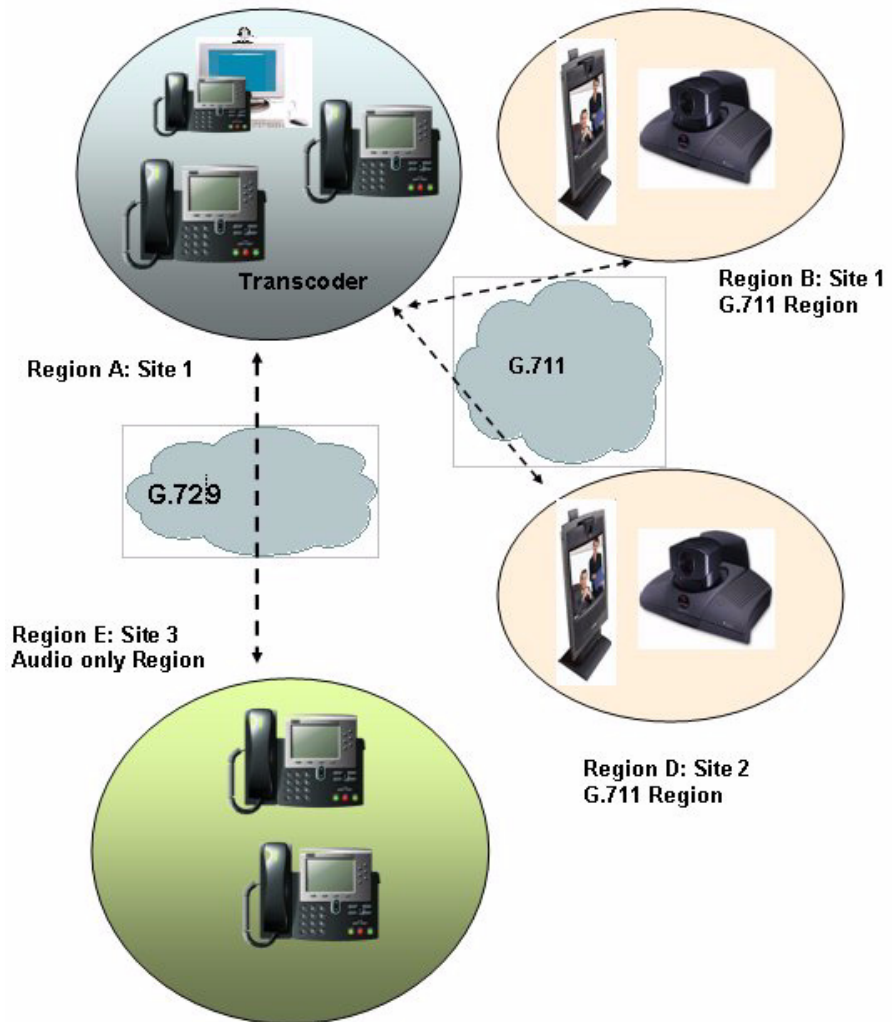 Transcoder
Region B: Site 1
G.711 Region
Region A: Site 1
G.711
G.729
Region E: Site 3
Audio only Region
Region D: Site 2
G.711 Region